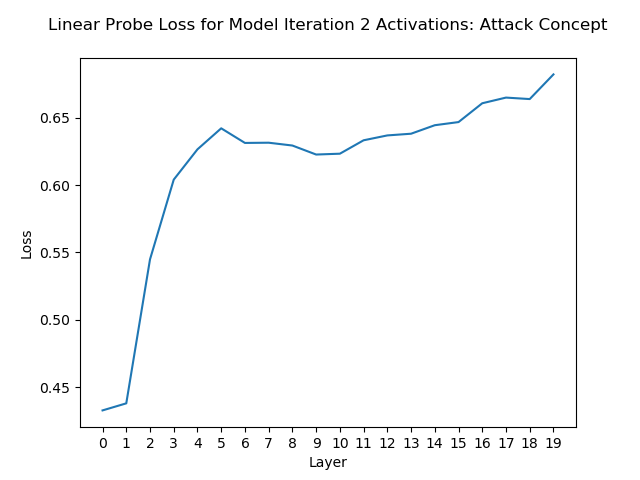 Linear Probe Loss for Model Iteration 2 Activations: Attack Concept
0.65
0.60
0.55
0.50
0.45
Loss
0 1 2 3 4 5 6 7 8 9 10 11 12 13 14 15 16 17 18 19
Layer